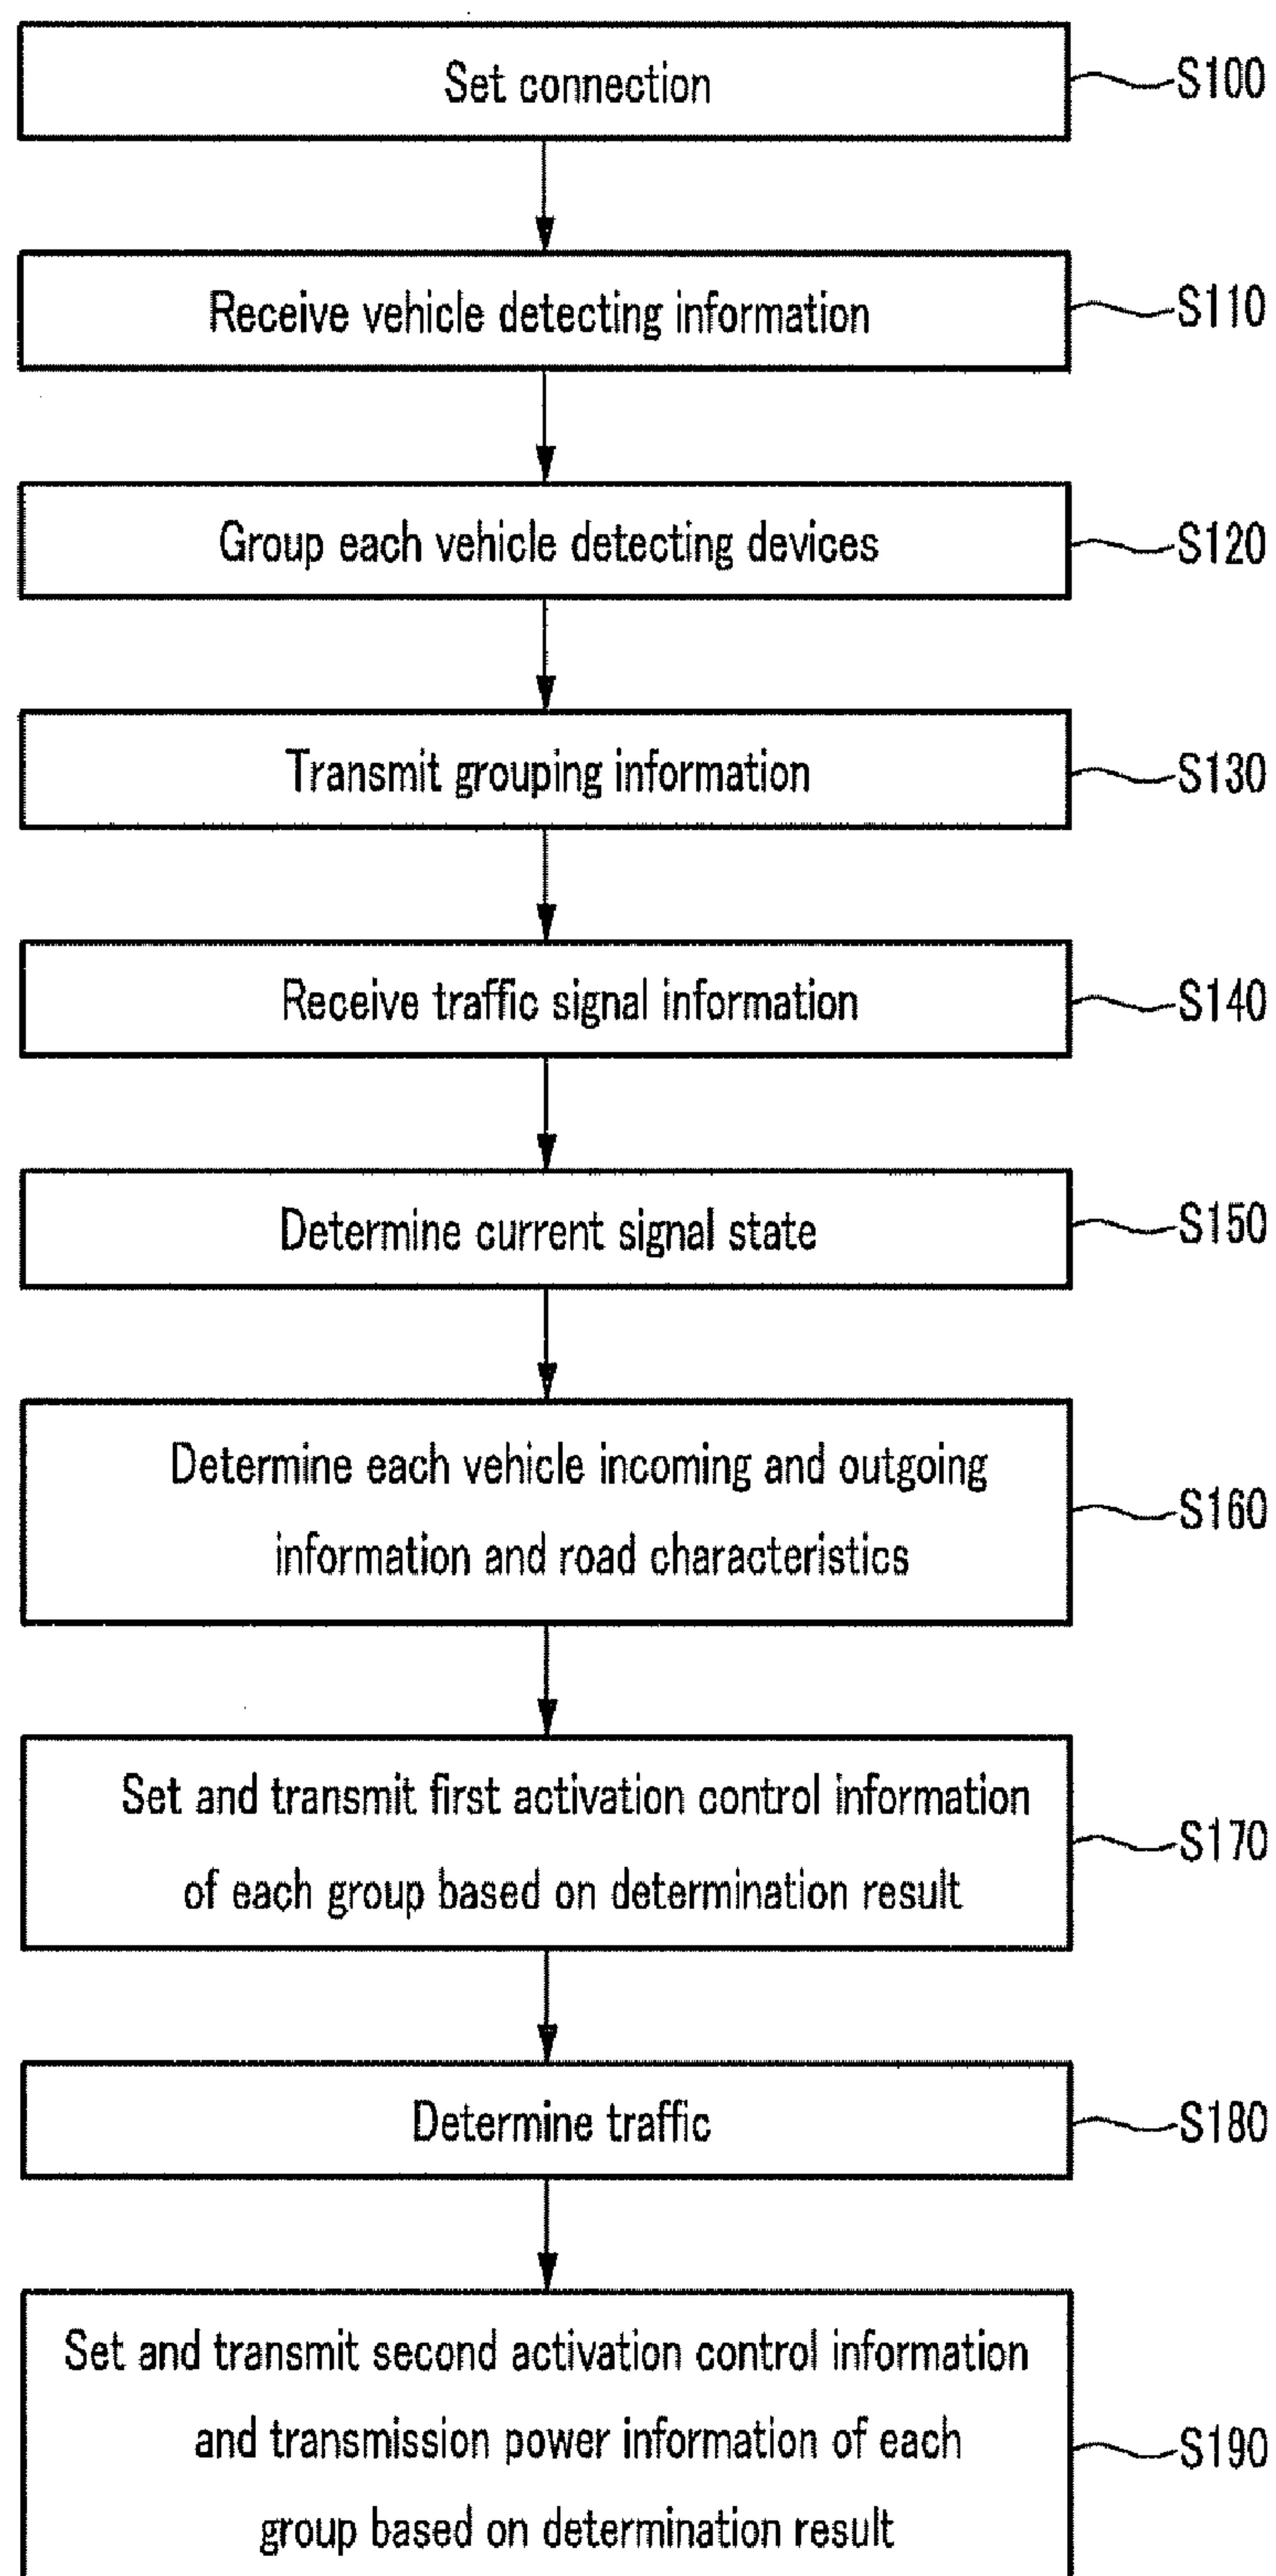 Set connection
S100
Receive vehicle detecting information
S110
Group each vehicle detecting devices
S120
Transmit grouping information
S130
Receive traffic signal information
S140
Determine current signal state
S150
Determine each vehicle incoming and outgoing
information and road characteristics
S160
Set and transmit first activation control information
of each group based on determination result
S170
Determine traffic
S180
Set and transmit second activation control information
and transmission power information of each
group based on determination result
S190